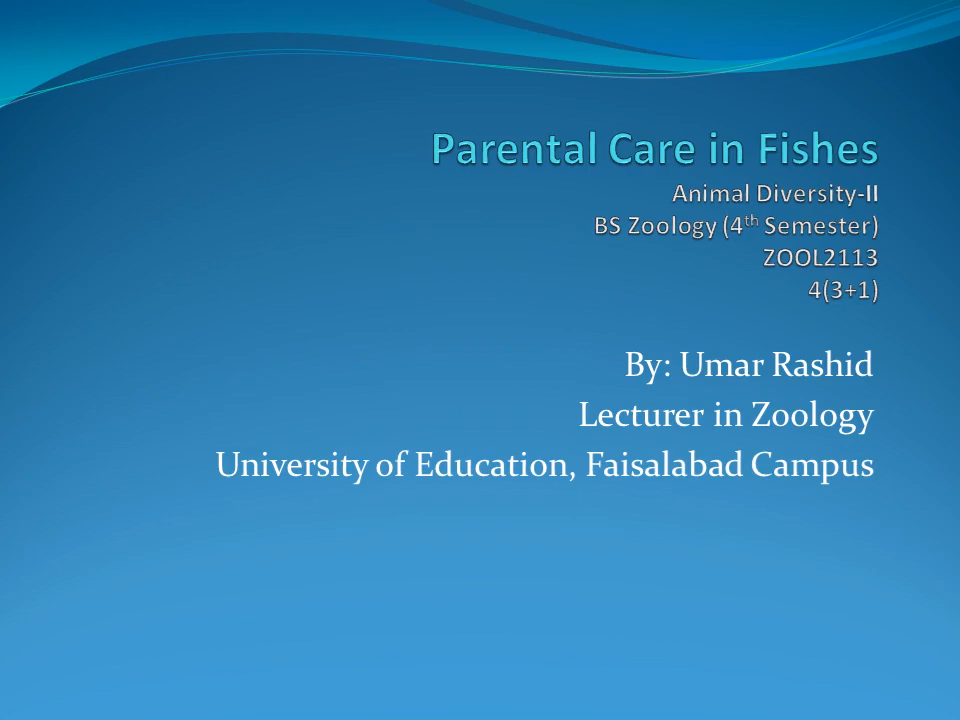 Parental Care in Fishes
Animal Diversity-II
BS Zoology (4th Semester)
ZOOL2113
4(3+1)
By: Umar Rashid
Lecturer in Zoology
University of Education, Faisalabad Campus